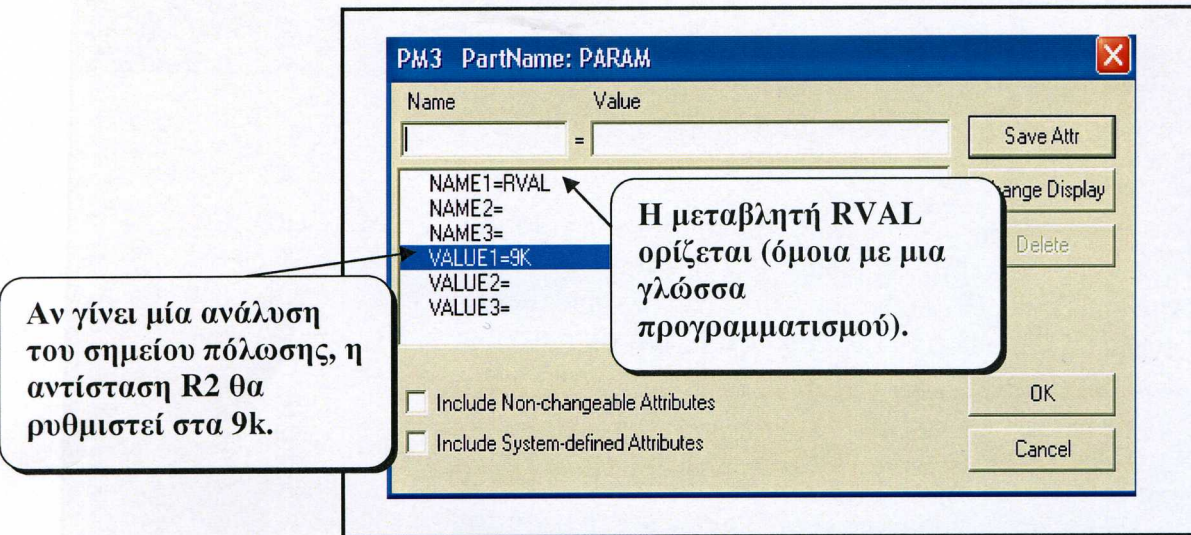 PM3 PartName: PARAM
Name Value
=
Save Attr
NAME1=RVAL
NAME2=
NAME3=
VALUE1=9K
VALUE2=
VALUE3=
ange Display
Delete
Η μεταβλητή RVAL
ορίζεται (όμοια με μια
γλώσσα
προγραμματισμού).
Αν γίνει μία ανάλυση
του σημείου πόλωσης, η
αντίσταση R2 θα
ρυθμιστεί στα 9k.
Include Non-changeable Attributes
Include System-defined Attributes
OK
Cancel